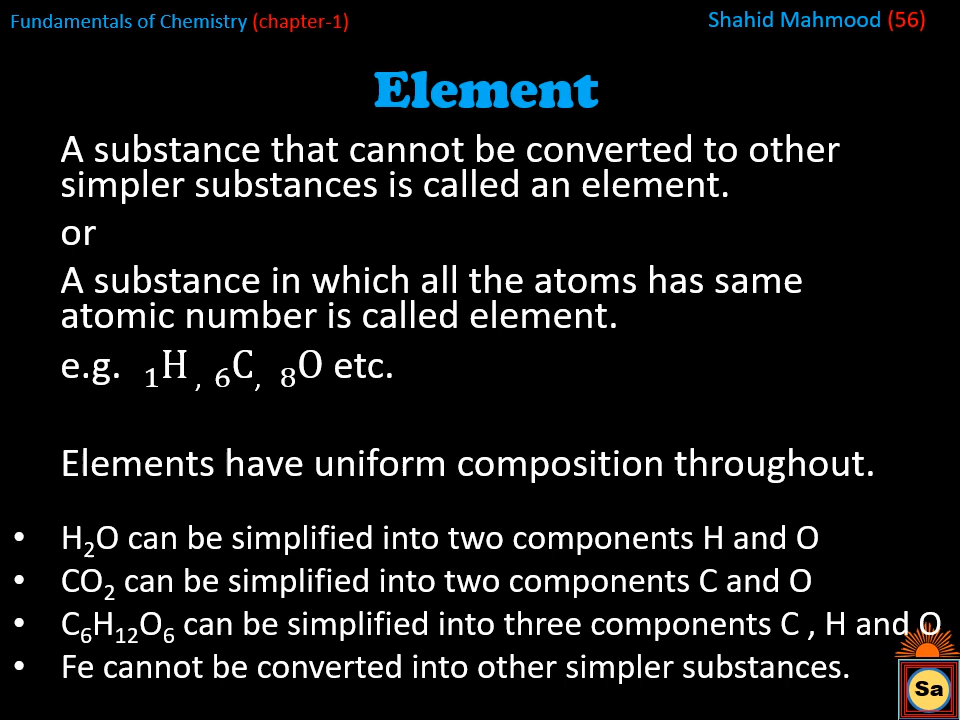 Fundamentals of Chemistry (chapter-1)
Shahid Mahmood (56)
Element
A substance that cannot be converted to other
simpler substances is called an element.
or
A substance in which all the atoms has same
atomic number is called element.
e.g. ₁H , ₆C, ₈O etc.
Elements have uniform composition throughout.
• H₂O can be simplified into two components H and O
• CO₂ can be simplified into two components C and O
• C₆H₁₂O₆ can be simplified into three components C , H and O
• Fe cannot be converted into other simpler substances.
Sa